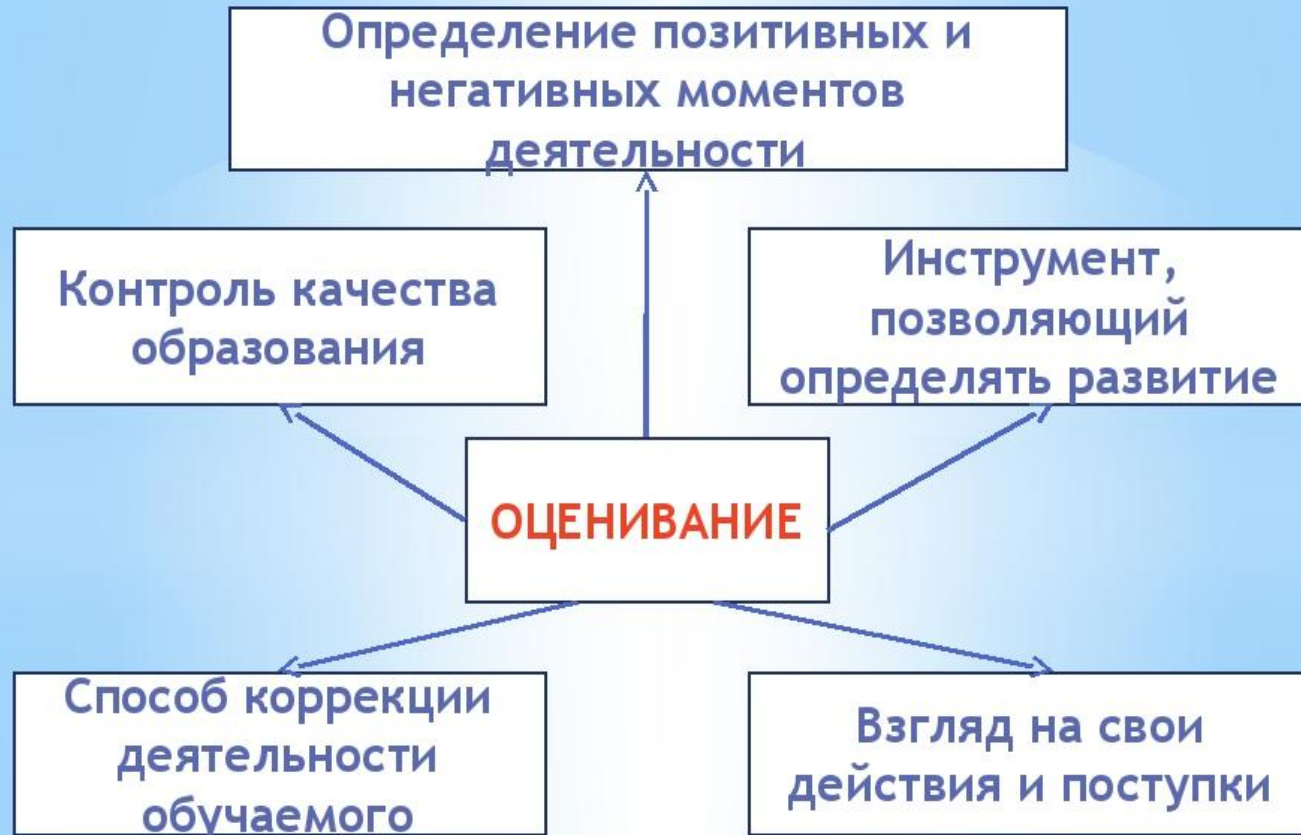 Определение позитивных и
негативных моментов
деятельности
Контроль качества
образования
Инструмент,
позволяющий
определять развитие
ОЦЕНИВАНИЕ
Способ коррекции
деятельности
обучаемого
Взгляд на свои
действия и поступки